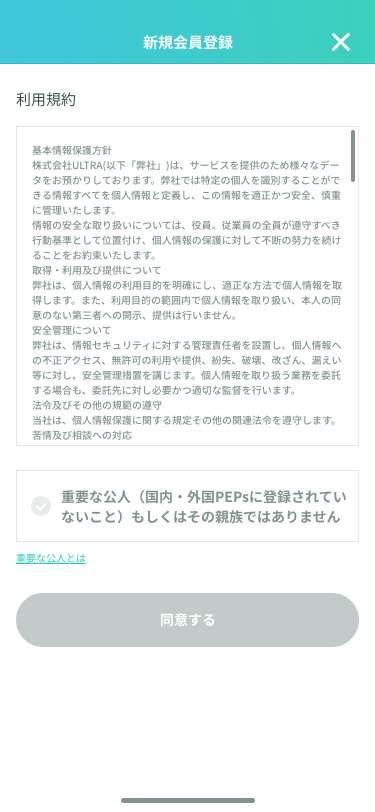 新規会員登録
利用規約
基本情報保護方針
株式会社ULTRA(以下「弊社」)は、サービスを提供のため様々なデー
タをお預かりしております。弊社では特定の個人を識別することがで
きる情報すべてを個人情報と定義し、この情報を適正かつ安全、慎重
に管理いたします。
情報の安全な取り扱いについては、役員、従業員の全員が遵守すべき
行動基準として位置付け、個人情報の保護に対して不断の努力を続け
ることをお約束いたします。
取得・利用及び提供について
弊社は、個人情報の利用目的を明確にし、適正な方法で個人情報を取
得します。また、利用目的の範囲内で個人情報を取り扱い、本人の同
意のない第三者への開示、提供は行いません。
安全管理について
弊社は、情報セキュリティに対する管理責任者を設置し、個人情報へ
の不正アクセス、無許可の利用や提供、紛失、破壊、改ざん、漏えい
等に対し、安全管理措置を講じます。個人情報を取り扱う業務を委託
する場合も、委託先に対し必要かつ適切な監督を行います。
法令及びその他の規範の遵守
当社は、個人情報保護に関する規定その他の関連法令を遵守します。
苦情及び相談への対応
重要な公人（国内・外国PEPsに登録されてい
ないこと）もしくはその親族ではありません
重要な公人とは
同意する